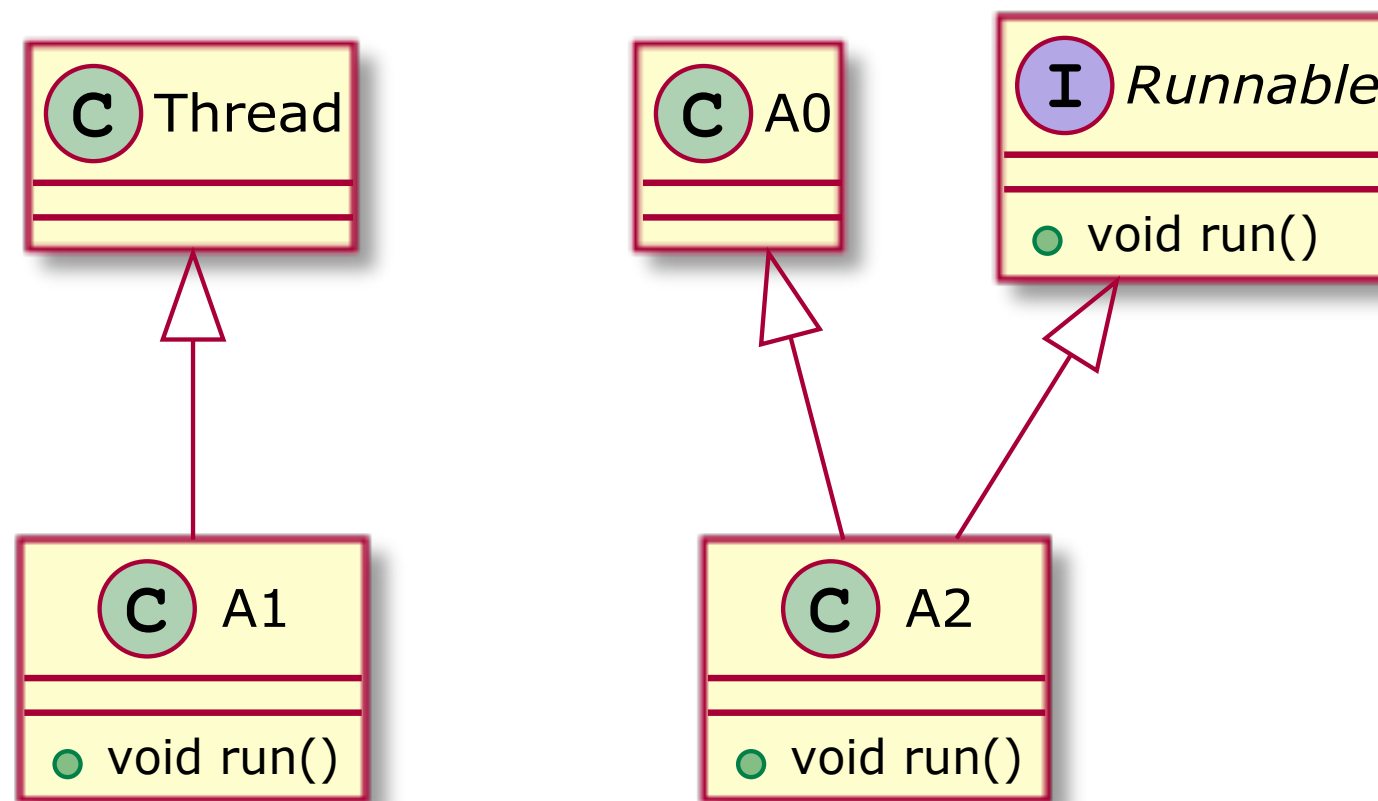 C Thread
C A0
I Runnable
void run()
C A1
void run()
C A2
void run()